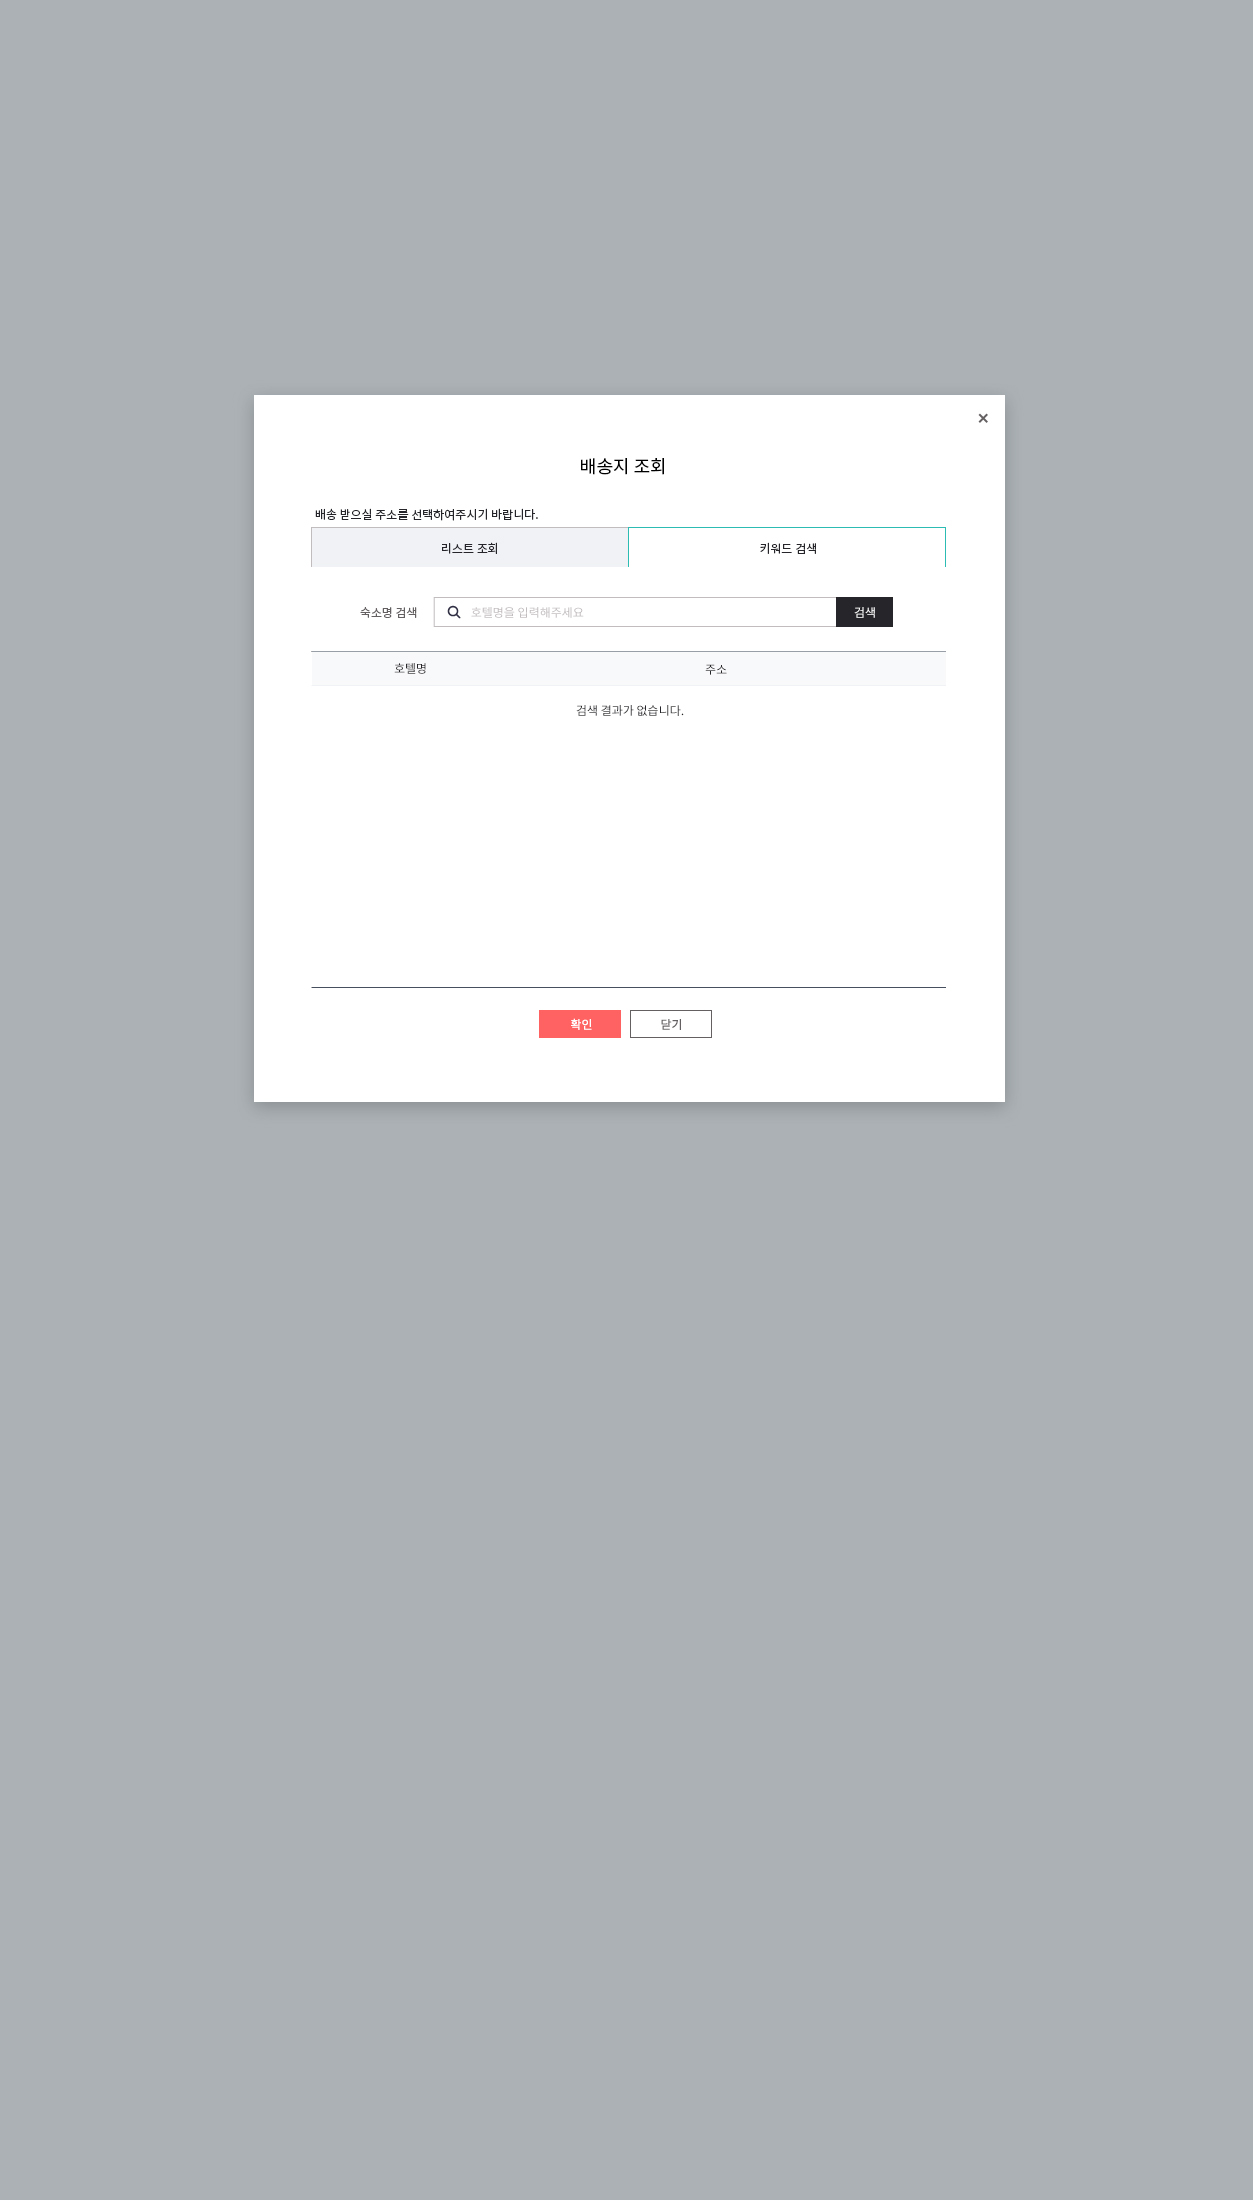 배송지 조회
배송 받으실 주소를 선택하여주시기 바랍니다.
리스트 조회
키워드 검색
숙소명 검색
호텔명을 입력해주세요
검색
호텔명
주소
검색 결과가 없습니다.
확인
닫기